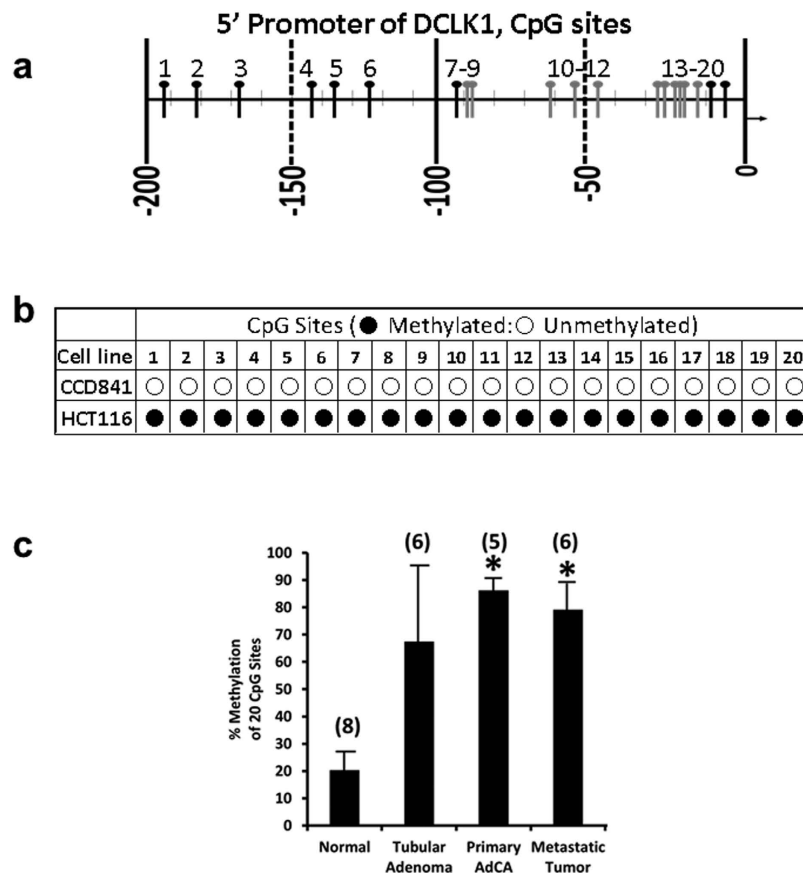 5' Promoter of DCLK1, CpG sites
a
1 2 3 4 5 6 7-9 10-12 13-20
-200 -150 -100 -50 0
b
CpG Sites (● Methylated:○ Unmethylated)
Cell line 1 2 3 4 5 6 7 8 9 10 11 12 13 14 15 16 17 18 19 20
CCD841
HCT116
c
(6) (5) (6)
* *
(8)
100
90
80
70
60
50
40
30
20
10
0
% Methylation
of 20 CpG Sites
Normal Tubular Primary Metastatic
Adenoma AdCA Tumor